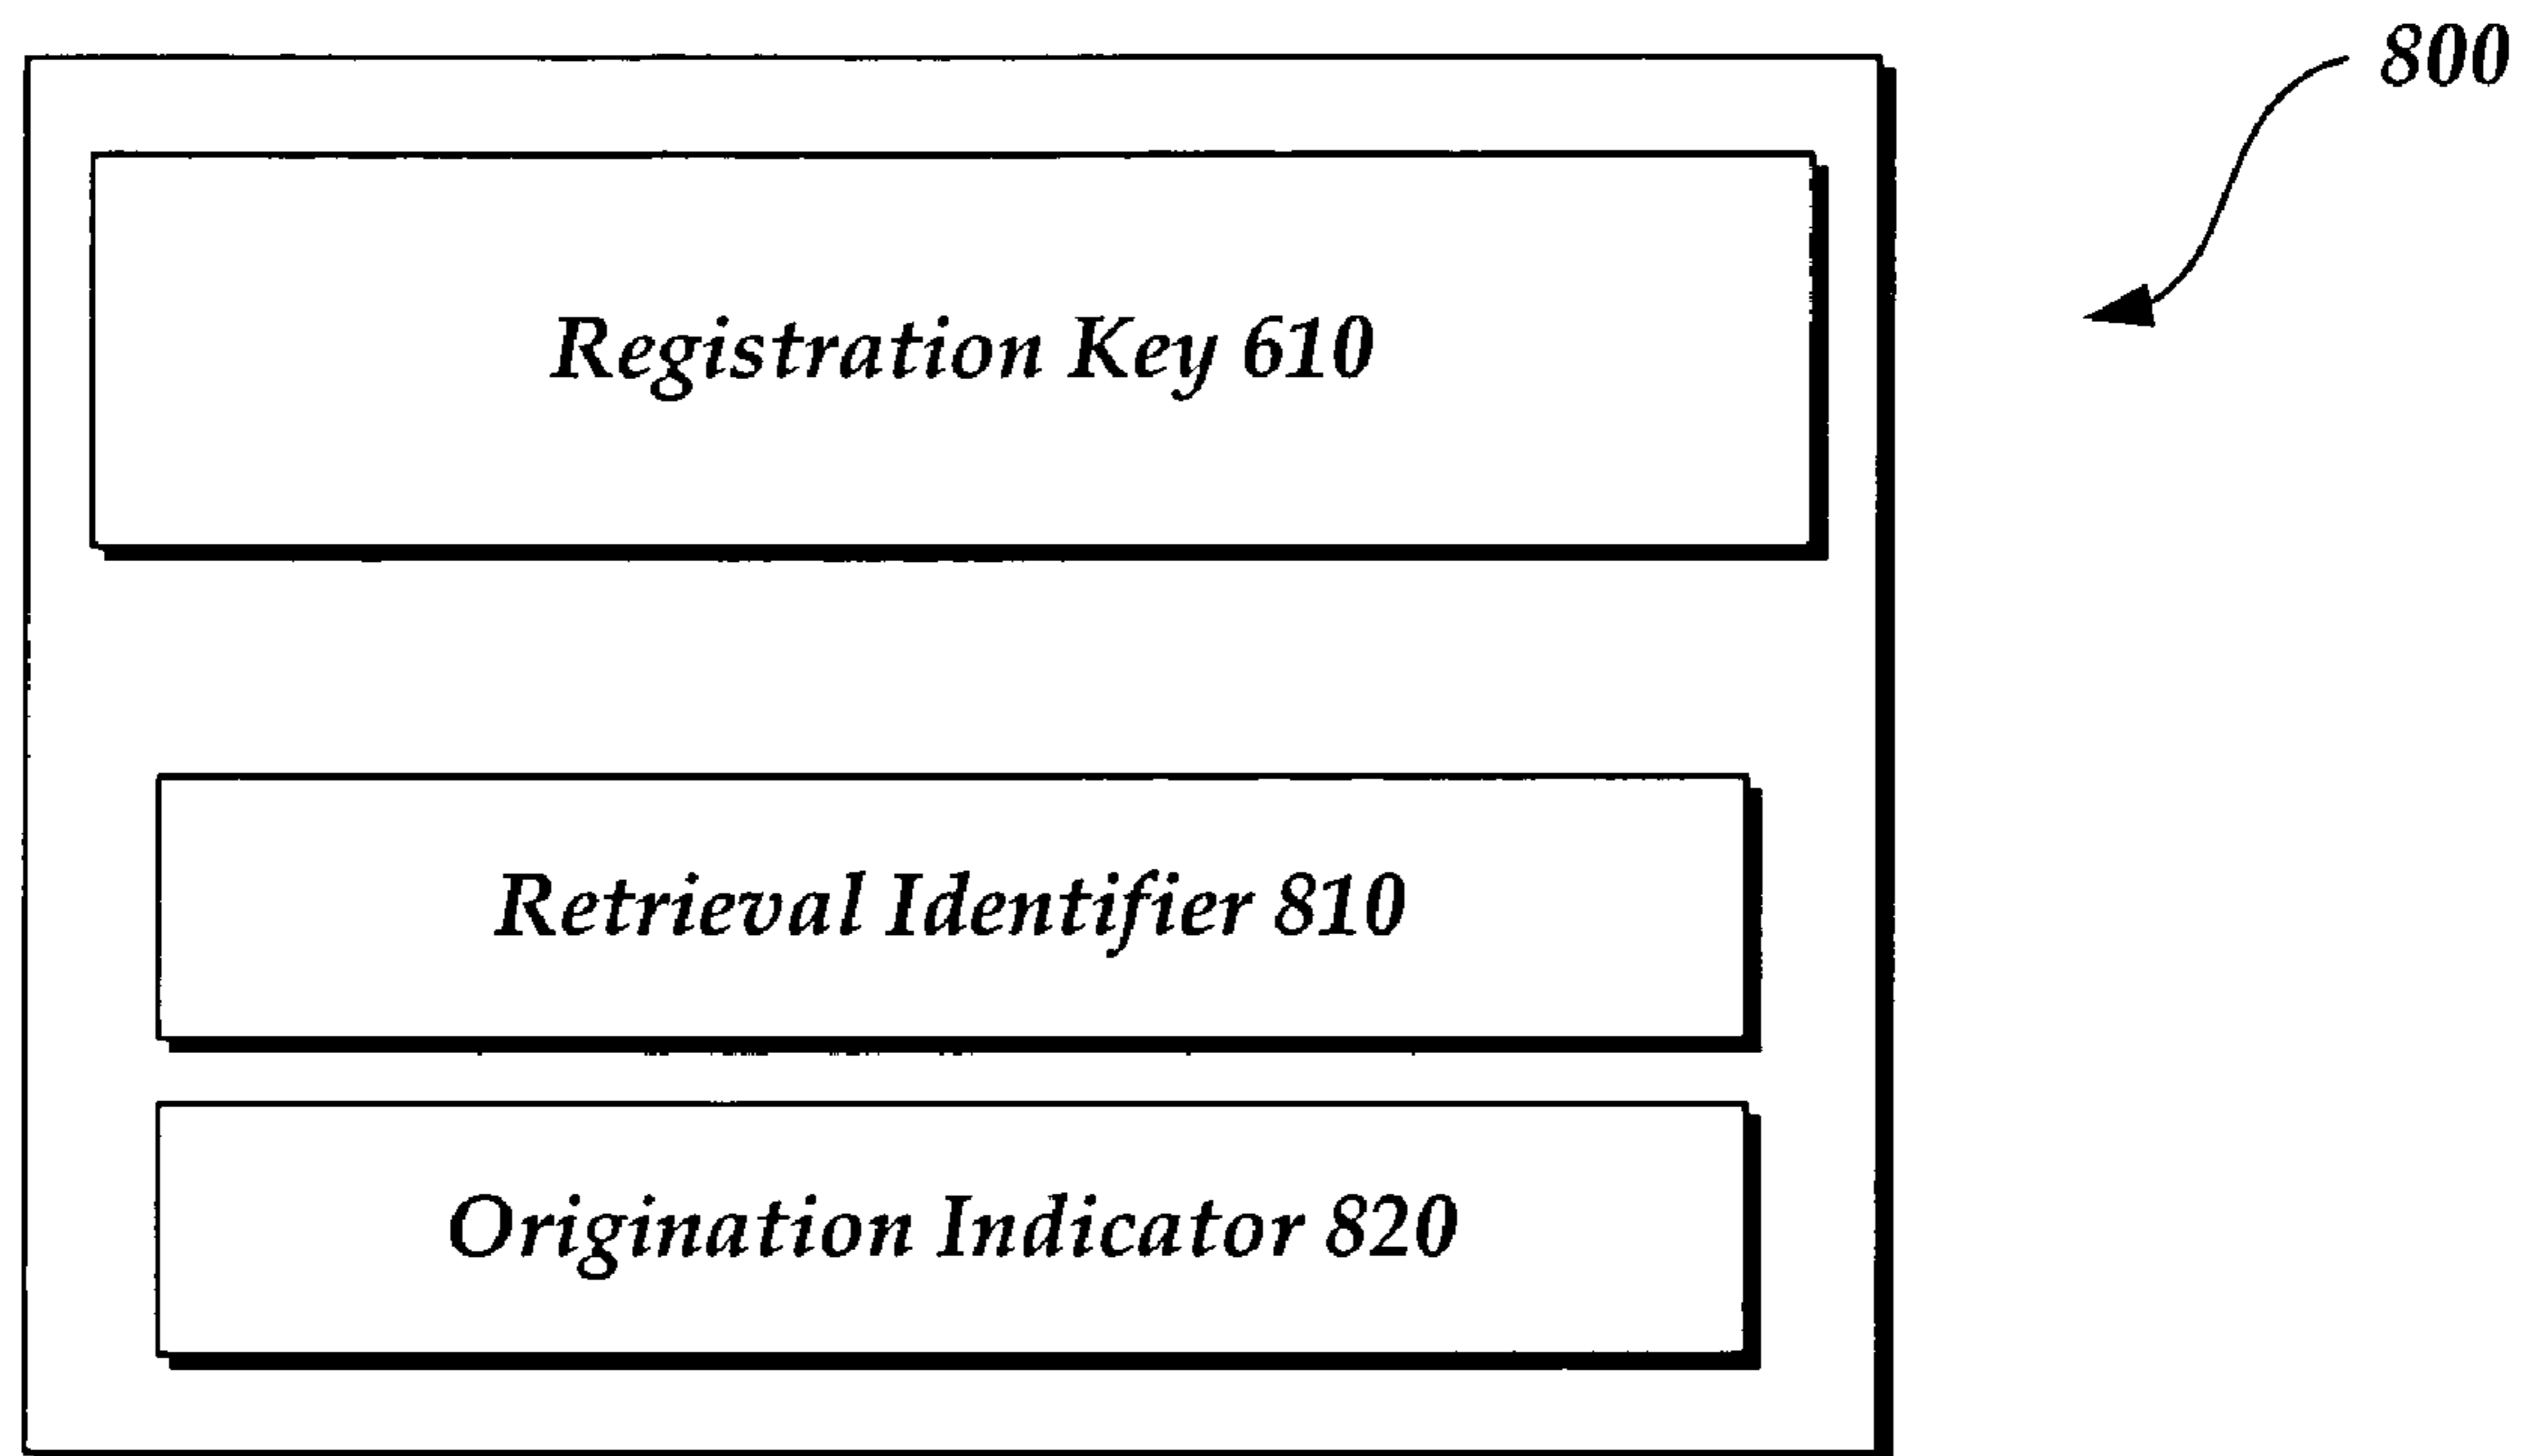 800
Registration Key 610
Retrieval Identifier 810
Origination Indicator 820